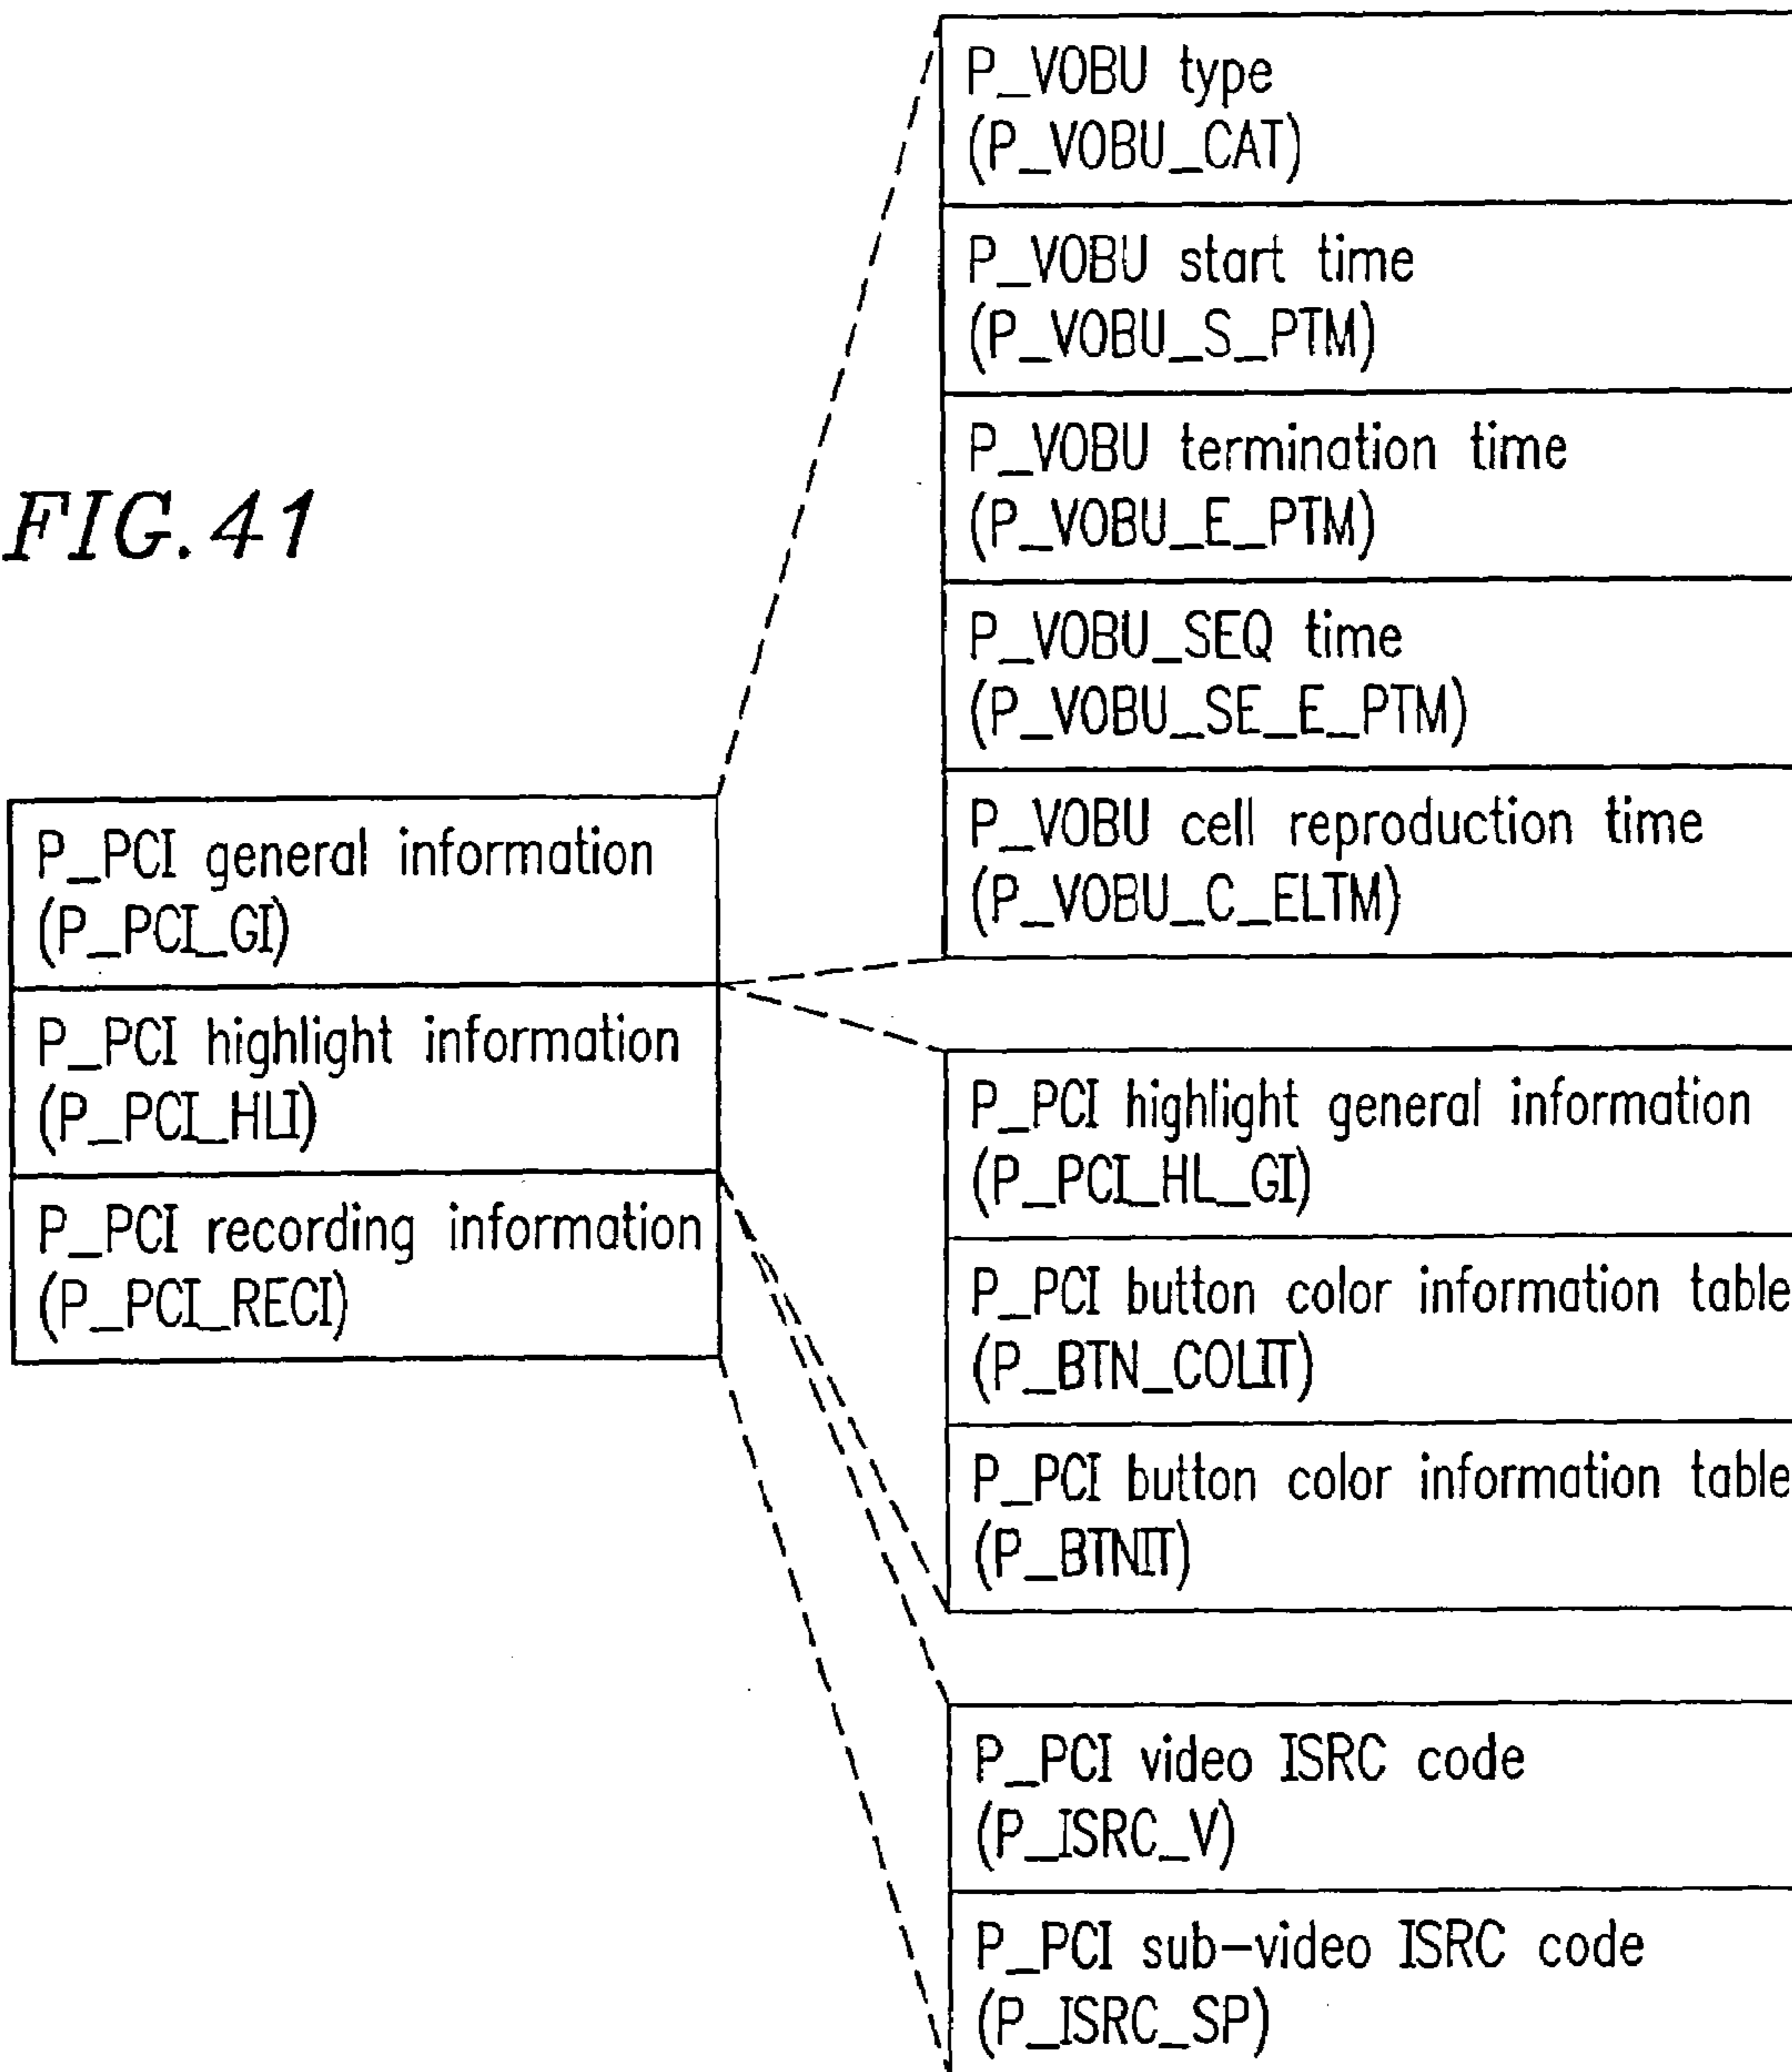 FIG.41
P_PCI general information
(P_PCI_GI)
P_PCI highlight information
(P_PCI_HLI)
P_PCI recording information
(P_PCI_RECI)
P_VOBU type
(P_VOBU_CAT)
P_VOBU start time
(P_VOBU_S_PTM)
P_VOBU termination time
(P_VOBU_E_PTM)
P_VOBU_SEQ time
(P_VOBU_SE_E_PTM)
P_VOBU cell reproduction time
(P_VOBU_C_ELTM)
P_PCI highlight general information
(P_PCI_HL_GI)
P_PCI button color information table
(P_BTN_COLIT)
P_PCI button color information table
(P_BTNIT)
P_PCI video ISRC code
(P_ISRC_V)
P_PCI sub-video ISRC code
(P_ISRC_SP)